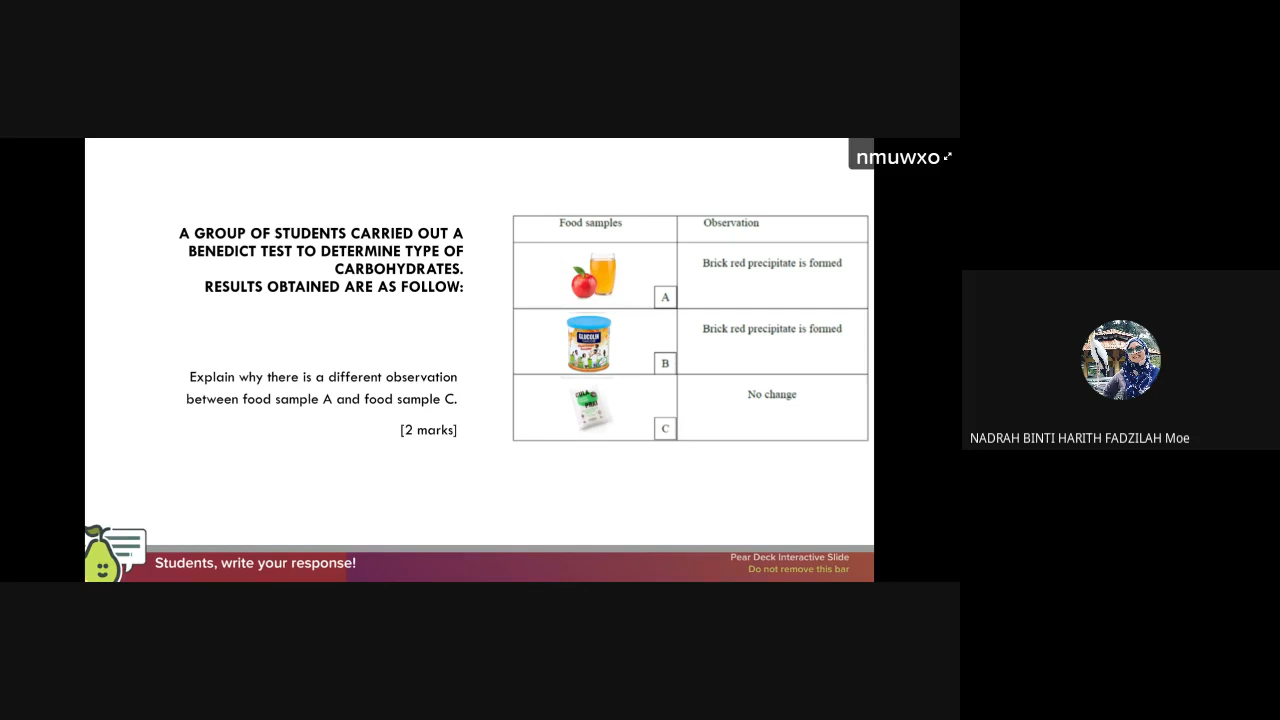 nmuwxo
A GROUP OF STUDENTS CARRIED OUT A
BENEDICT TEST TO DETERMINE TYPE OF
CARBOHYDRATES.
RESULTS OBTAINED ARE AS FOLLOW:
Explain why there is a different observation
between food sample A and food sample C.
[2 marks]
Food samples
Observation
Brick red precipitate is formed
A
GLUCOLIN
Brick red precipitate is formed
B
No change
C
Students, write your response!
Pear Deck Interactive Slide
Do not remove this bar
NADRAH BINTI HARITH FADZILAH Moe